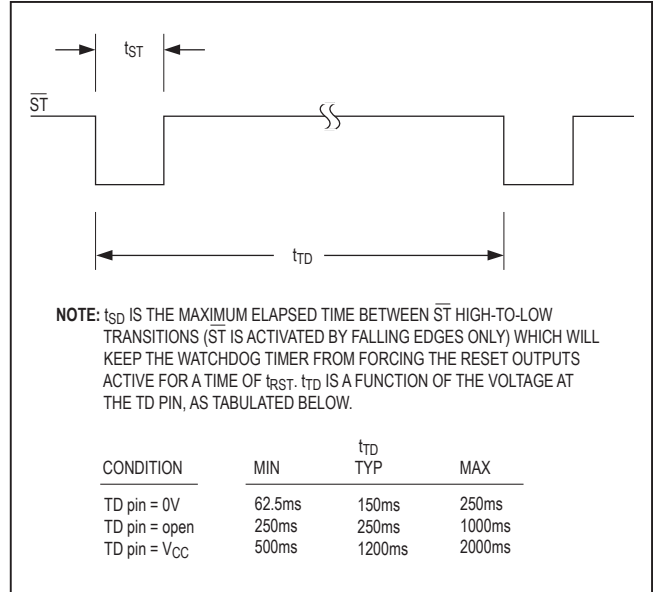 tST
S̅T̅
tTD
NOTE: tSD IS THE MAXIMUM ELAPSED TIME BETWEEN S̅T̅ HIGH-TO-LOW
TRANSITIONS (S̅T̅ IS ACTIVATED BY FALLING EDGES ONLY) WHICH WILL
KEEP THE WATCHDOG TIMER FROM FORCING THE RESET OUTPUTS
ACTIVE FOR A TIME OF tRST. tTD IS A FUNCTION OF THE VOLTAGE AT
THE TD PIN, AS TABULATED BELOW.
tTD
CONDITION MIN TYP MAX
TD pin = 0V 62.5ms 150ms 250ms
TD pin = open 250ms 250ms 1000ms
TD pin = VCC 500ms 1200ms 2000ms